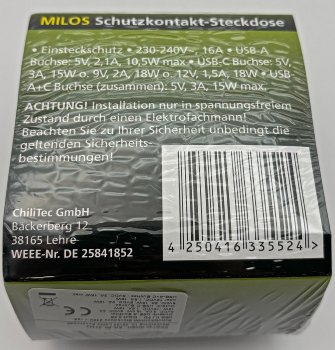 MILOS Schutzkontakt-Steckdose
• Einsteckschutz • 230-240V~, 16A • USB-A
Buchse: 5V, 2,1A, 10,5W max • USB-C Buchse: 5V,
3A, 15W o. 9V, 2A, 18W o. 12V, 1,5A, 18W • USB
A+C Buchse (zusammen): 5V, 3A, 15W max.
ACHTUNG! Installation nur in spannungsfreiem
Zustand durch einen Elektrofachmann!
Beachten Sie zu Ihrer Sicherheit unbedingt die
geltenden Sicherheits-
bestimmungen!
ChiliTec GmbH
Bäckerberg 12
38165 Lehre
WEEE-Nr. DE 25841852
4 250416 335524 >
CE